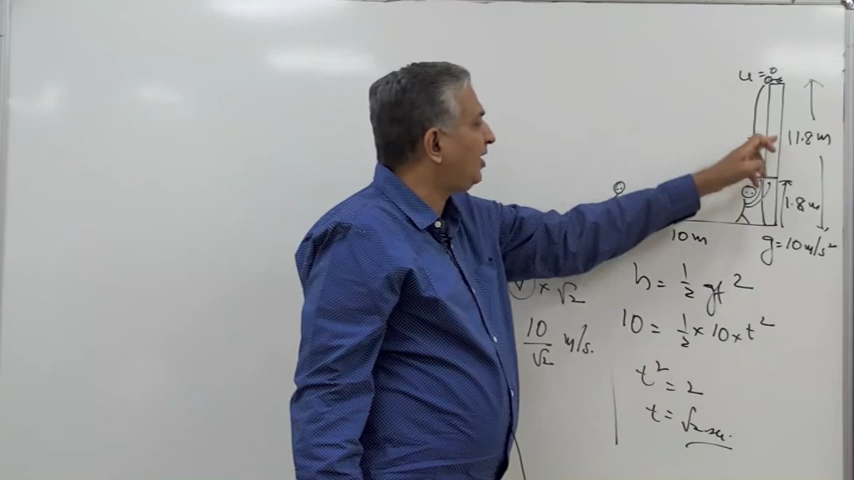 u = 0
11.8 m
1.8 m
10 m
g = 10 m/s²
h = 1/2 gt²
10 = 1/2 × 10 × t²
t² = 2
t = √2 sec.
v × √2
10/√2 m/s.